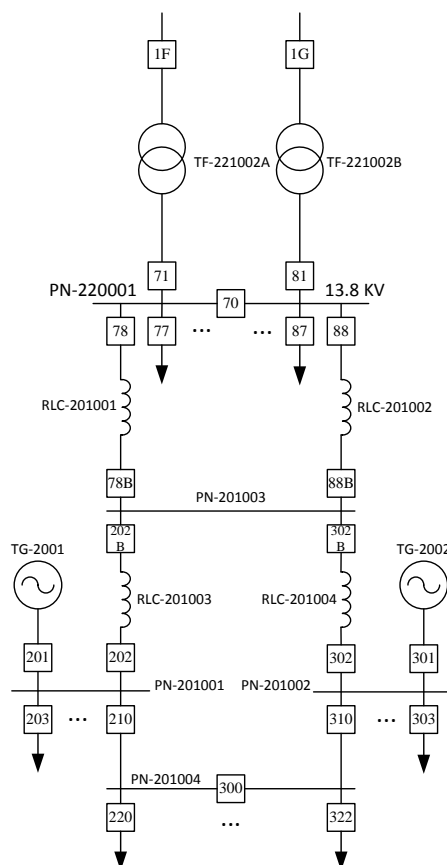 1F 1G
TF-221002A TF-221002B
71 81
PN-220001 70 13.8 KV
78 77 ... ... 87 88
RLC-201001 RLC-201002
78B 88B
PN-201003
202
B
302
B
TG-2001 TG-2002
RLC-201003 RLC-201004
201 202 302 301
PN-201001 PN-201002
203 ... 210 310 ... 303
PN-201004 300
220 ... 322